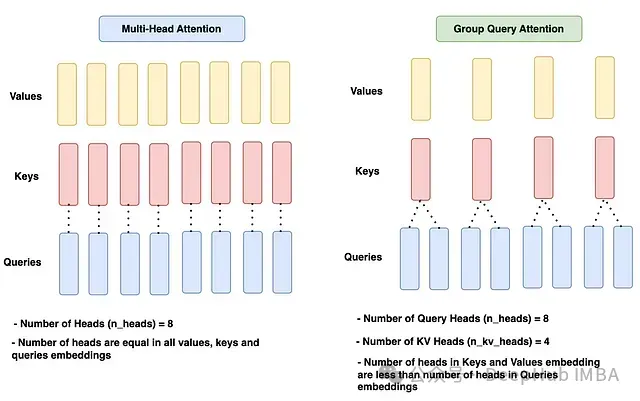 Multi-Head Attention
Values
Keys
Queries
- Number of Heads (n_heads) = 8
- Number of heads are equal in all values, keys and
queries embeddings
Group Query Attention
Values
Keys
Queries
- Number of Query Heads (n_heads) = 8
- Number of KV Heads (n_kv_heads) = 4
- Number of heads in Keys and Values embedding
are less than number of heads in Queries
embeddings
公众号 · DeepHub IMBA